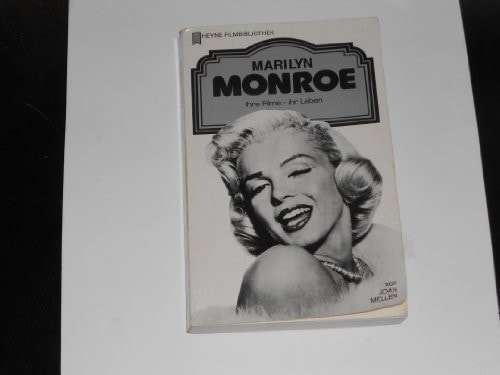 HEYNE FILMBIBLIOTHEK
MARILYN
MONROE
Ihre Filme - ihr Leben
von
JOAN
MELLEN